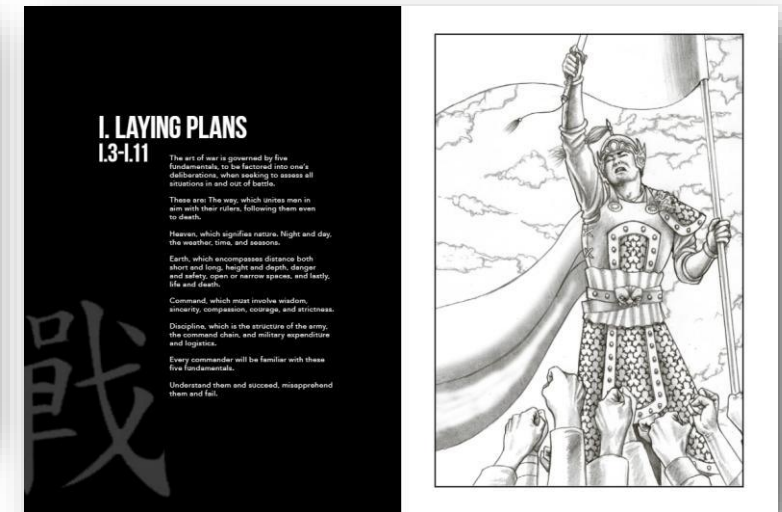 I. LAYING PLANS
I.3-I.11
The art of war is governed by five
fundamentals, to be factored into one's
deliberations, when seeking to assess all
situations in and out of battle.
These are: The way, which unites men in
aim with their rulers, following them even
to death.
Heaven, which signifies nature. Night and day,
the weather, time, and seasons.
Earth, which encompasses distance both
short and long, height and depth, danger
and safety, open or narrow spaces, and lastly,
life and death.
Command, which must involve wisdom,
sincerity, compassion, courage, and strictness.
Discipline, which is the structure of the army,
the command chain, and military expenditure
and logistics.
Every commander will be familiar with these
five fundamentals.
Understand them and succeed, misapprehend
them and fail.
戰